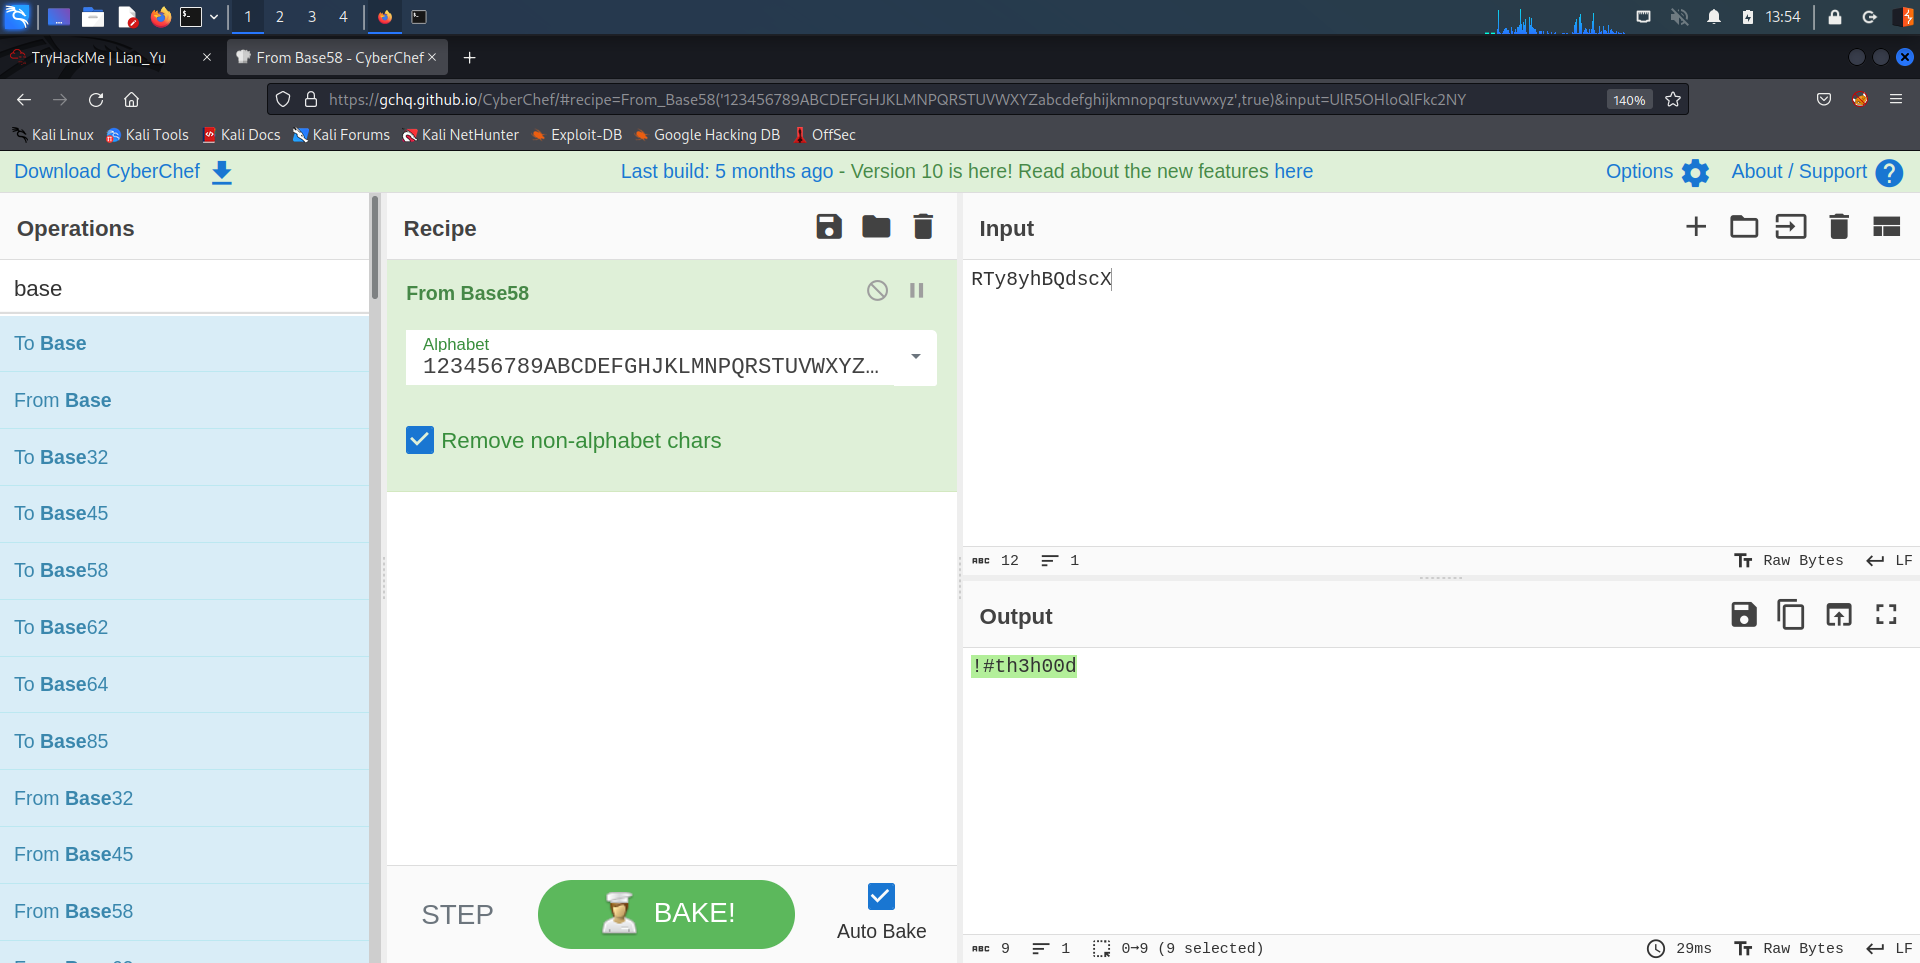 1 2 3 4 13:54
TryHackMe | Lian_Yu × From Base58 - CyberChef × +
https://gchq.github.io/CyberChef/#recipe=From_Base58('123456789ABCDEFGHJKLMNPQRSTUVWXYZabcdefghijkmnopqrstuvwxyz',true)&input=UlR5OHloQlFkc2NY 140%
Kali Linux Kali Tools Kali Docs Kali Forums Kali NetHunter Exploit-DB Google Hacking DB OffSec
Download CyberChef Last build: 5 months ago - Version 10 is here! Read about the new features here Options About / Support ?
Operations
base
To Base
From Base
To Base32
To Base45
To Base58
To Base62
To Base64
To Base85
From Base32
From Base45
From Base58
Recipe
From Base58
Alphabet
123456789ABCDEFGHJKLMNPQRSTUVWXYZ…
Remove non-alphabet chars
STEP
BAKE!
Auto Bake
Input
RTy8yhBQdscX
ABC 12 1 Raw Bytes LF
Output
!#th3h00d
ABC 9 1 0→9 (9 selected) 29ms Raw Bytes LF